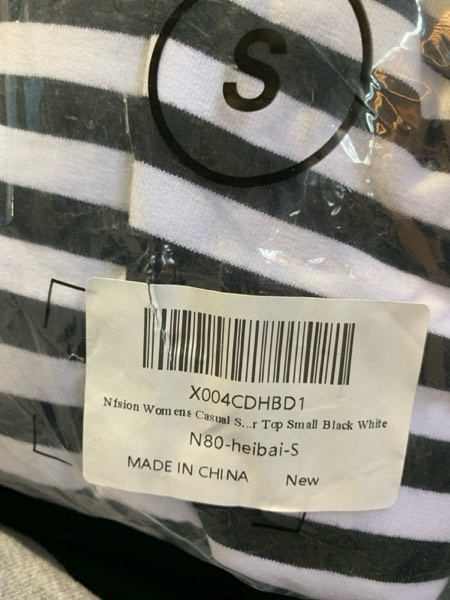 S
X004CDHBD1
Nfsion Womens Casual S...r Top Small Black White
N80-heibai-S
MADE IN CHINA New